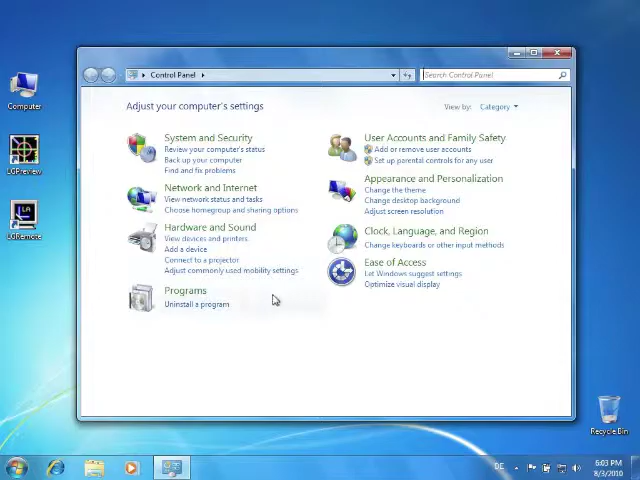 Control Panel
Search Control Panel
Computer
Adjust your computer's settings
View by: Category
System and Security
Review your computer's status
Back up your computer
Find and fix problems
User Accounts and Family Safety
Add or remove user accounts
Set up parental controls for any user
LGPreview
Network and Internet
View network status and tasks
Choose homegroup and sharing options
Appearance and Personalization
Change the theme
Change desktop background
Adjust screen resolution
LGRemote
LA
Hardware and Sound
View devices and printers
Add a device
Connect to a projector
Adjust commonly used mobility settings
Clock, Language, and Region
Change keyboards or other input methods
Ease of Access
Let Windows suggest settings
Optimize visual display
Programs
Uninstall a program
Recycle Bin
DE
6:03 PM
8/3/2010